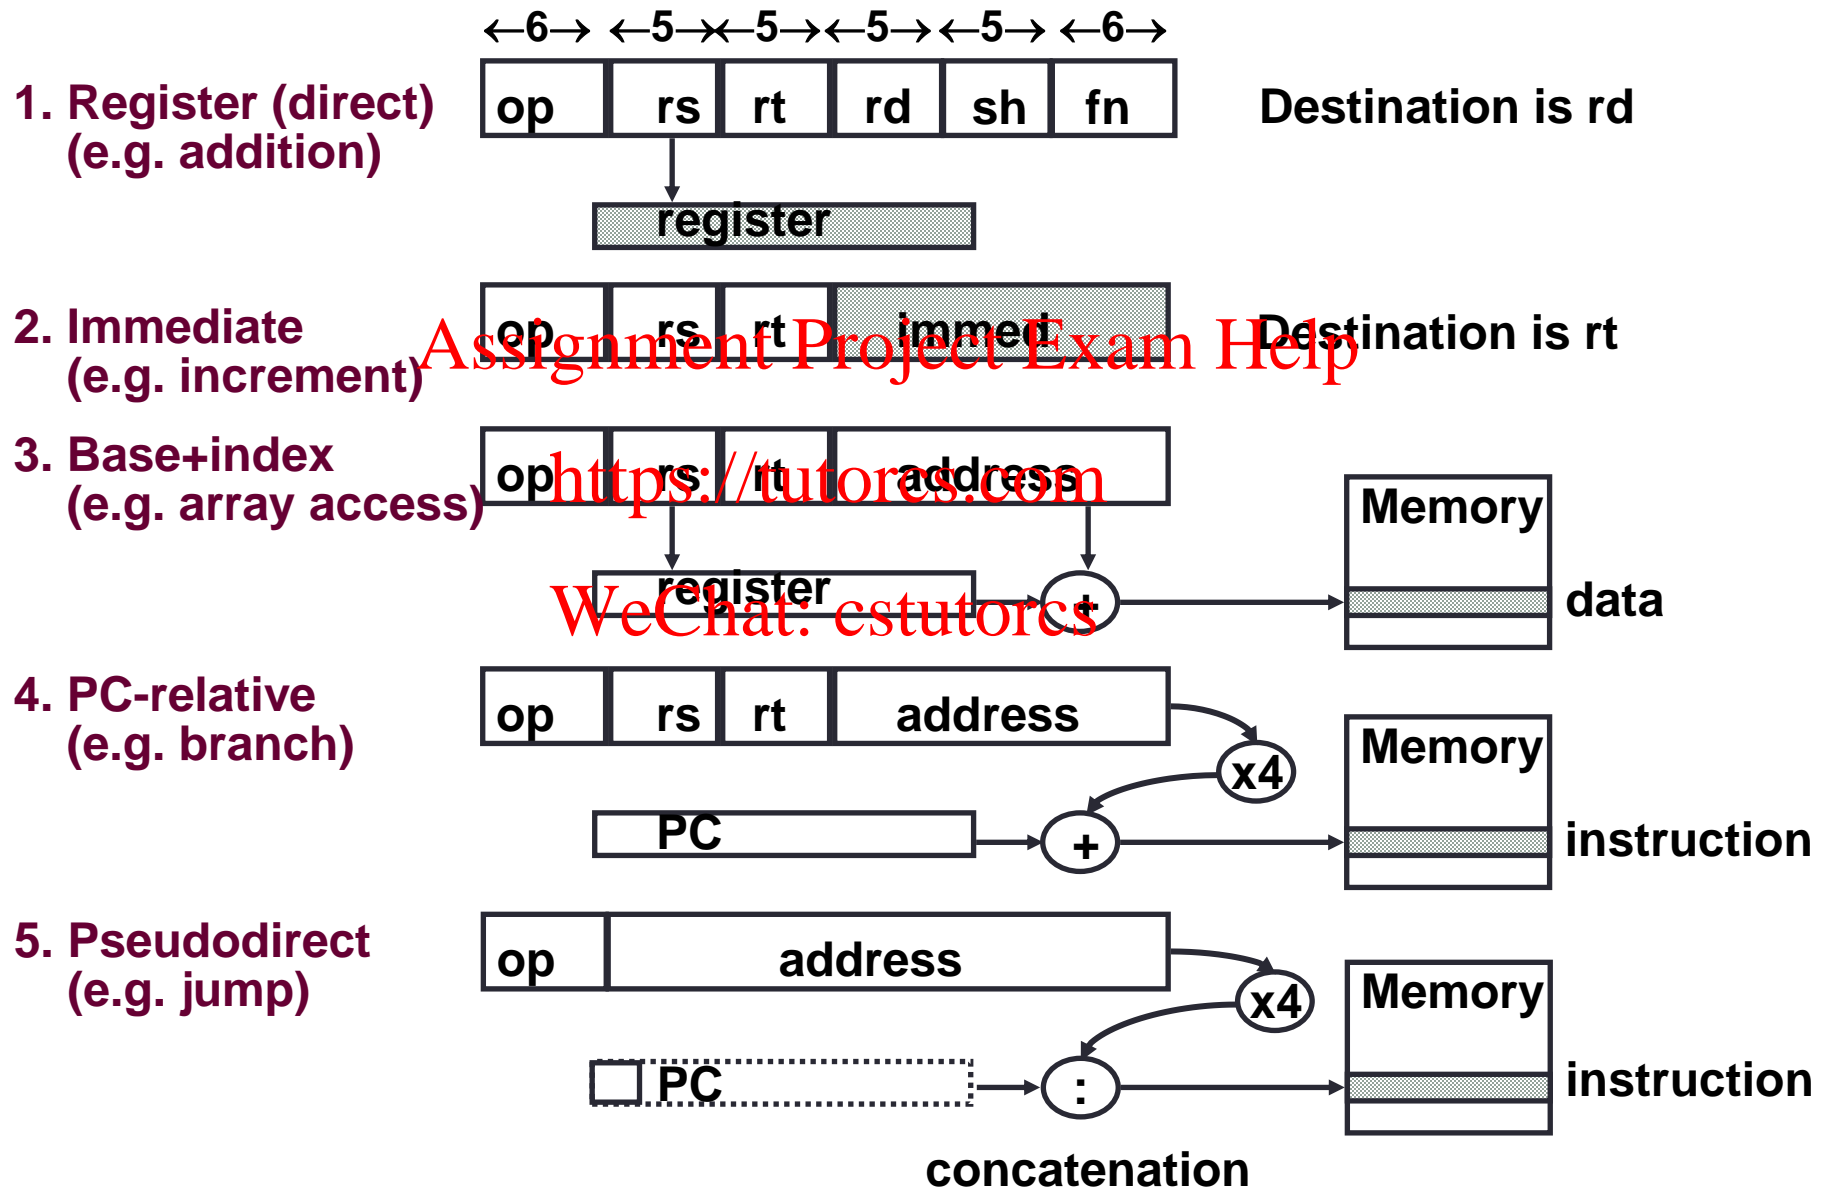 ←6→ ←5→ ←5→ ←5→ ←5→ ←6→
1. Register (direct)
(e.g. addition)
op rs rt rd sh fn
Destination is rd
register
2. Immediate
(e.g. increment)
op rs rt immed
Destination is rt
Assignment Project Exam Help
3. Base+index
(e.g. array access)
op rs rt address
https://tutorcs.com
Memory
register
+
data
WeChat: cstutorcs
4. PC-relative
(e.g. branch)
op rs rt address
x4
Memory
PC
+
instruction
5. Pseudodirect
(e.g. jump)
op address
x4
Memory
PC
:
instruction
concatenation